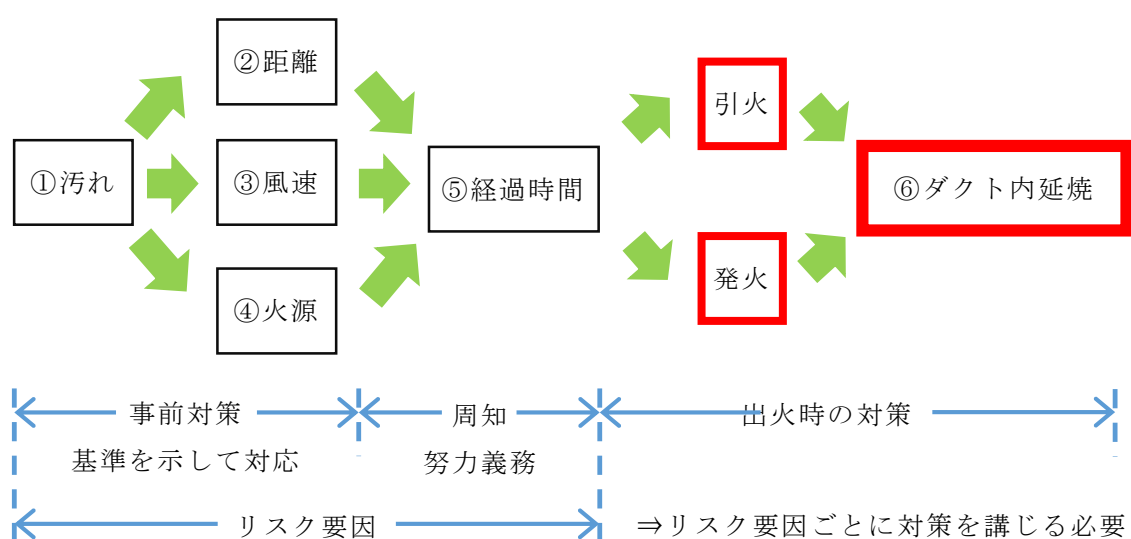 ②距離
引火
①汚れ
③風速
⑤経過時間
⑥ダクト内延焼
発火
④火源
事前対策
周知
出火時の対策
基準を示して対応
努力義務
リスク要因
⇒リスク要因ごとに対策を講じる必要